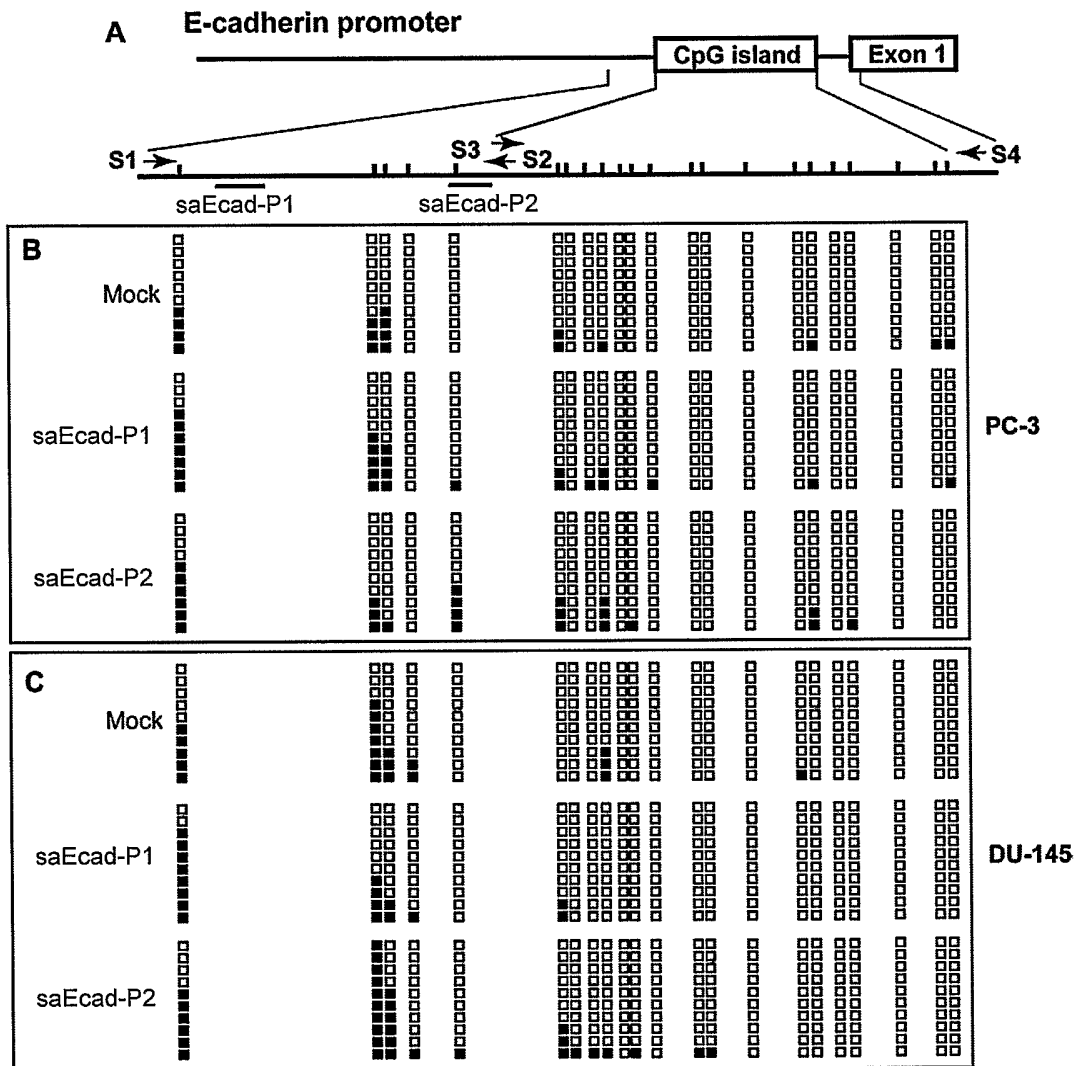 A
E-cadherin promoter
CpG island
Exon 1
S1
S3
S2
S4
saEcad-P1
saEcad-P2
B
Mock
saEcad-P1
saEcad-P2
PC-3
C
Mock
saEcad-P1
saEcad-P2
DU-145